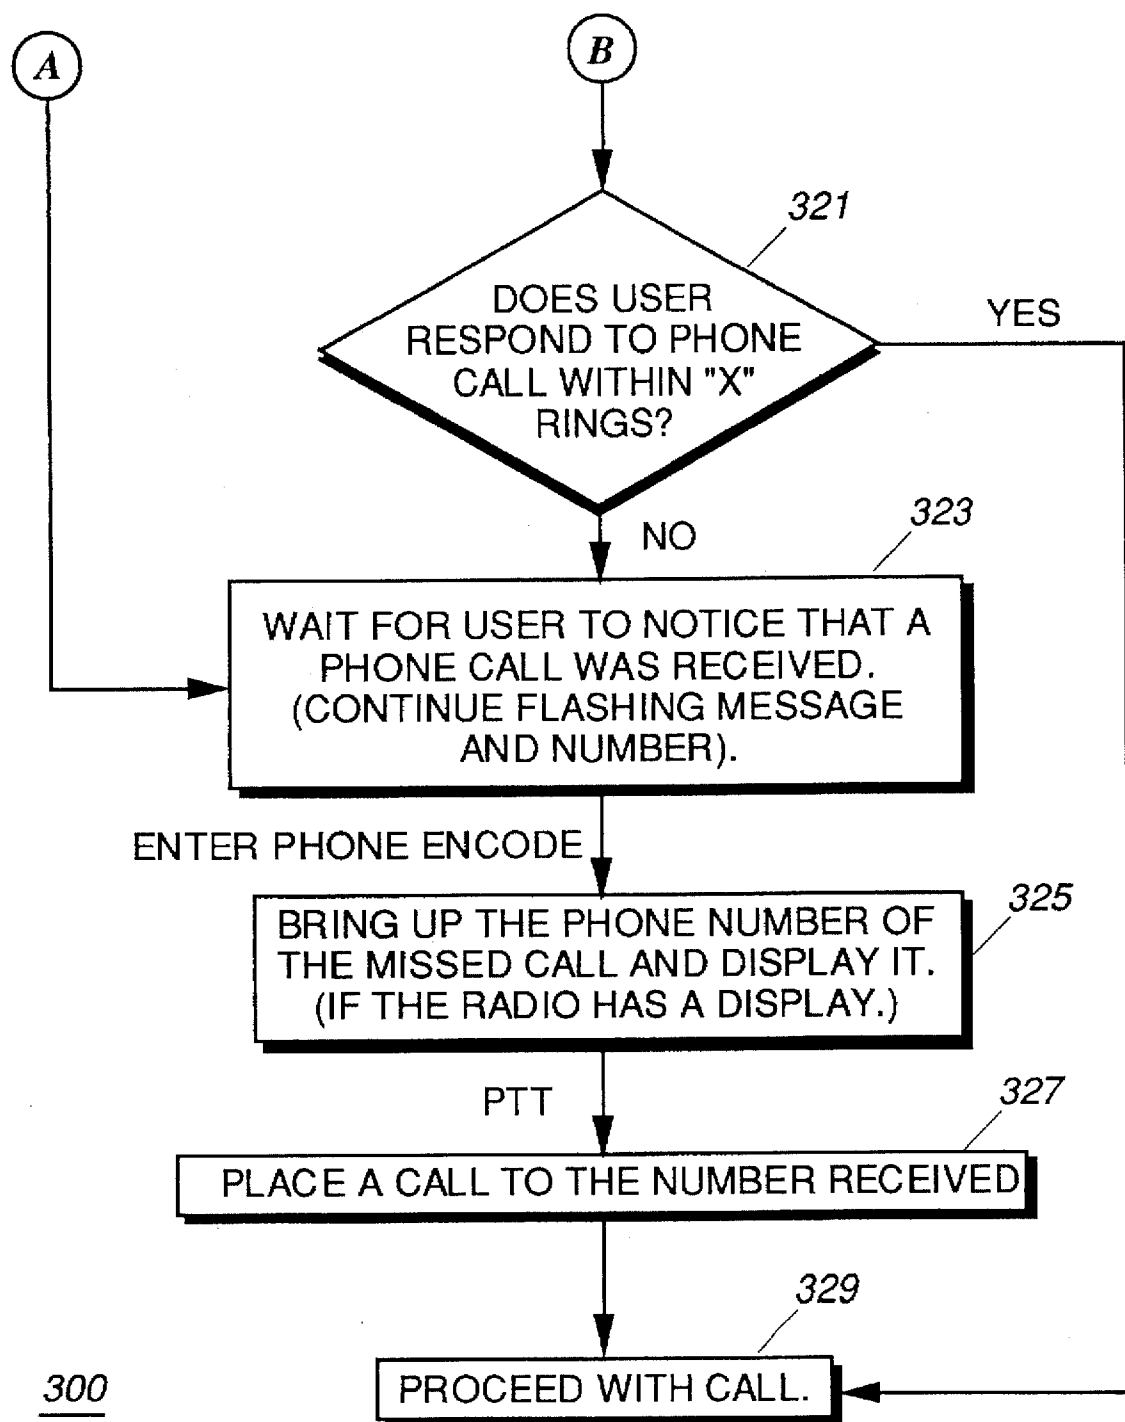 A
B
321
DOES USER
RESPOND TO PHONE
CALL WITHIN "X"
RINGS?
YES
NO
323
WAIT FOR USER TO NOTICE THAT A
PHONE CALL WAS RECEIVED.
(CONTINUE FLASHING MESSAGE
AND NUMBER).
ENTER PHONE ENCODE
325
BRING UP THE PHONE NUMBER OF
THE MISSED CALL AND DISPLAY IT.
(IF THE RADIO HAS A DISPLAY.)
PTT
327
PLACE A CALL TO THE NUMBER RECEIVED
329
PROCEED WITH CALL.
300